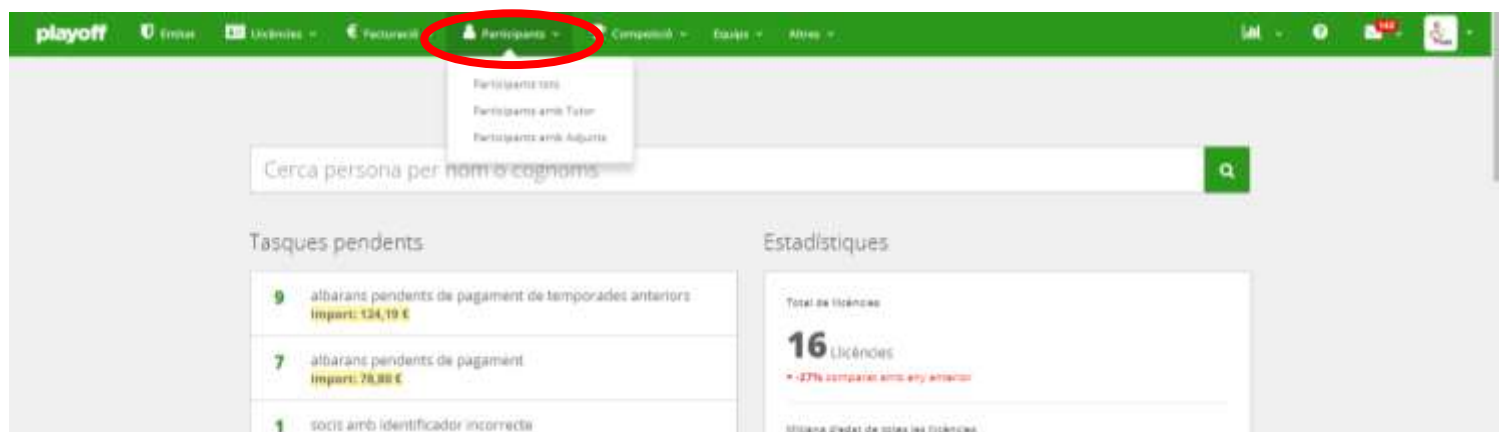 playoff Entitat Llicències Facturació Participants Competició Equips Altres
Participants tots
Participants amb Tutor
Participants amb Adjunts
Cerca persona per nom o cognoms
Tasques pendents
9 albarans pendents de pagament de temporades anteriors
Import: 124,19 €
7 albarans pendents de pagament
Import: 78,88 €
1 socis amb identificador incorrecte
Estadístiques
Total de llicències
16 Llicències
-27% comparat amb any anterior
Mitjana d'edat de totes les llicències